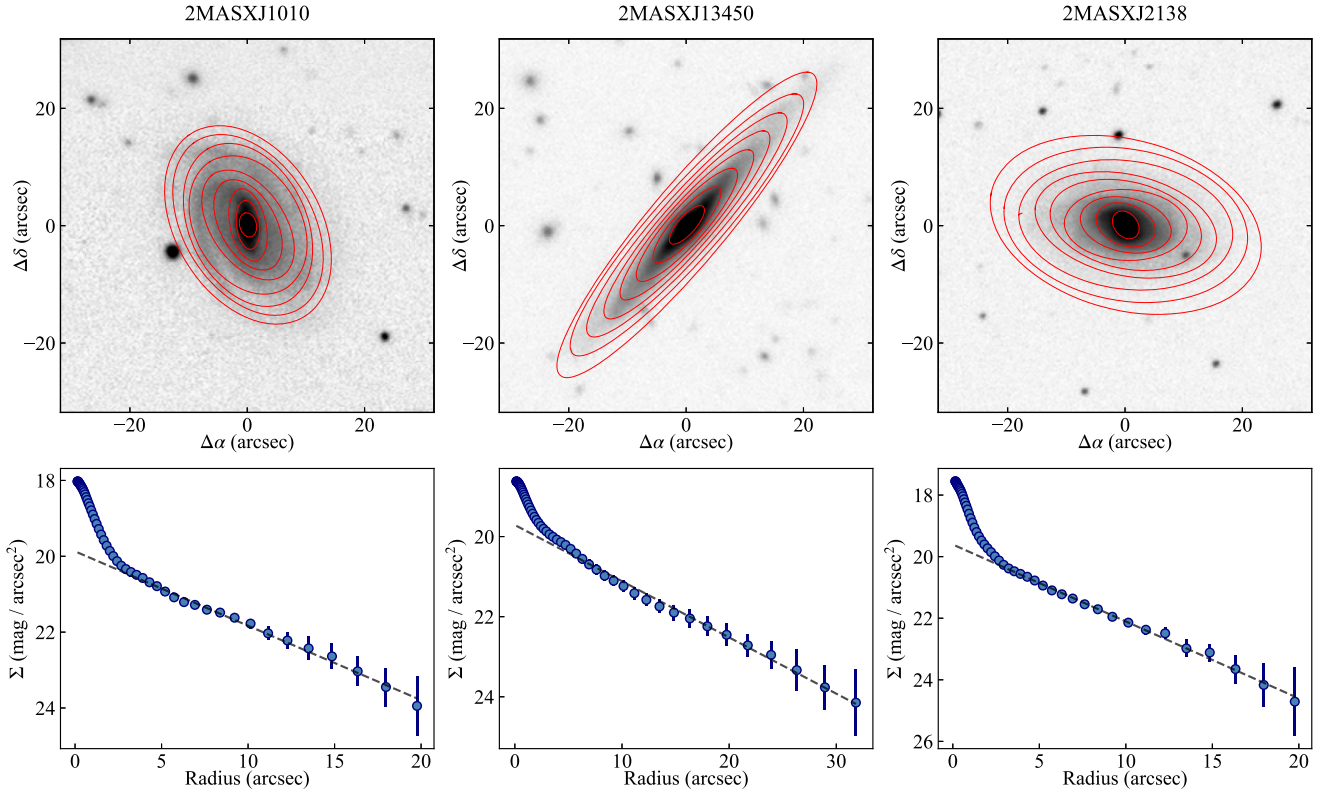 2MASXJ1010
2MASXJ13450
2MASXJ2138
20
0
−20
Δδ (arcsec)
−20
0
20
Δα (arcsec)
20
0
−20
Δδ (arcsec)
−20
0
20
Δα (arcsec)
20
0
−20
Δδ (arcsec)
−20
0
20
Δα (arcsec)
18
20
22
24
Σ (mag / arcsec²)
0
5
10
15
20
Radius (arcsec)
20
22
24
Σ (mag / arcsec²)
0
10
20
30
Radius (arcsec)
18
20
22
24
26
Σ (mag / arcsec²)
0
5
10
15
20
Radius (arcsec)